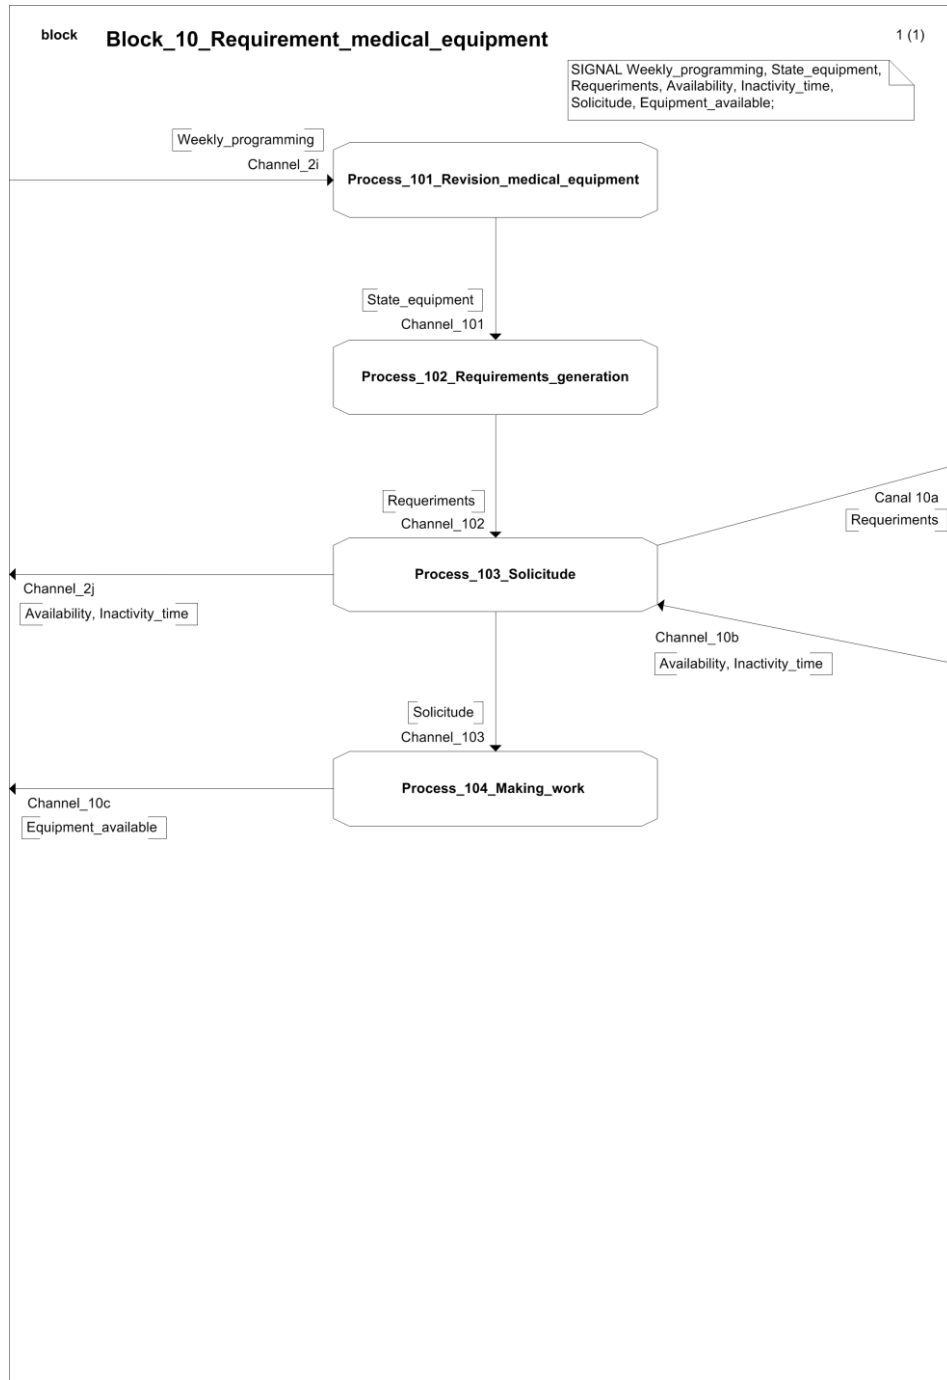 block Block_10_Requirement_medical_equipment 1 (1)
SIGNAL Weekly_programming, State_equipment,
Requeriments, Availability, Inactivity_time,
Solicitude, Equipment_available;
Weekly_programming
Channel_2i
Process_101_Revision_medical_equipment
State_equipment
Channel_101
Process_102_Requirements_generation
Requeriments
Channel_102
Canal 10a
Requeriments
Process_103_Solicitude
Channel_2j
Availability, Inactivity_time
Channel_10b
Availability, Inactivity_time
Solicitude
Channel_103
Process_104_Making_work
Channel_10c
Equipment_available